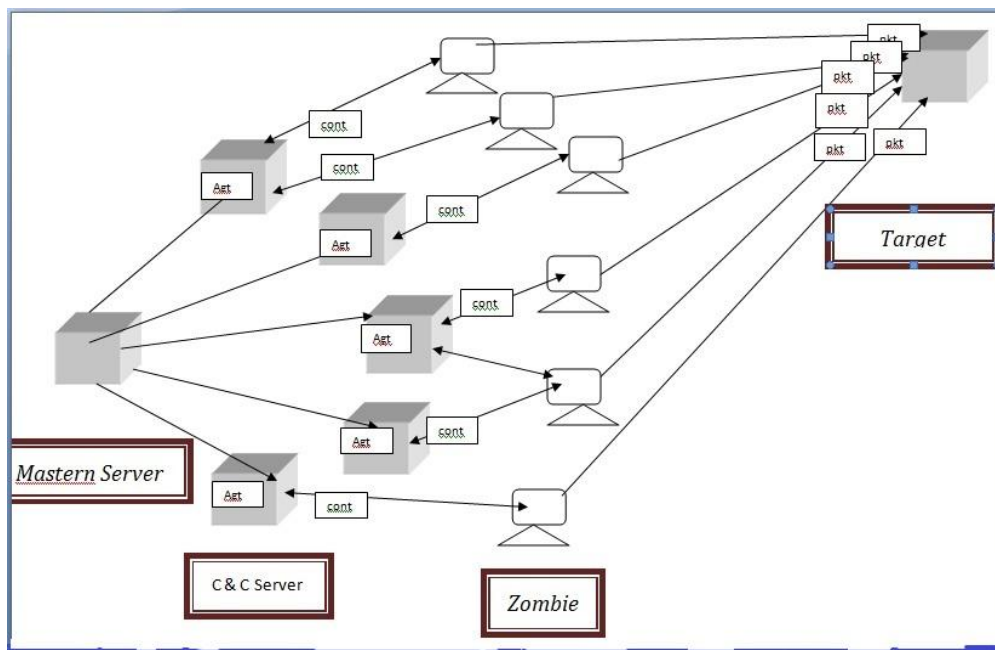 pkt
pkt
pkt
pkt
pkt
pkt
cont
cont
Agt
cont
Agt
Target
cont
Agt
cont
Agt
Mastern Server
Agt
cont
C & C Server
Zombie